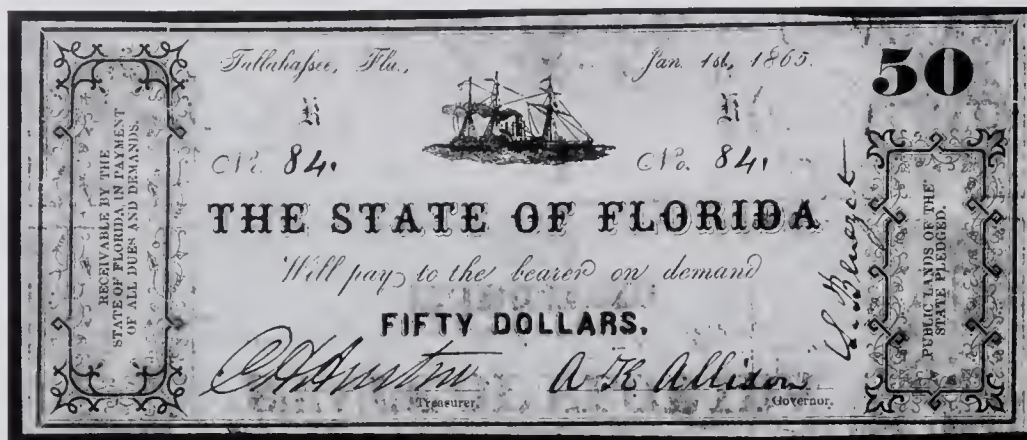 Tallahassee, Fla.,
Jan. 1st, 1865.
50
R
R
No. 84.
No. 84.
THE STATE OF FLORIDA
Will pay to the bearer on demand
FIFTY DOLLARS.
C H Austin
A K Allison
Treasurer.
Governor.
RECEIVABLE BY THE
STATE OF FLORIDA, IN PAYMENT
OF ALL DUES AND DEMANDS.
PUBLIC LANDS OF THE
STATE PLEDGED.